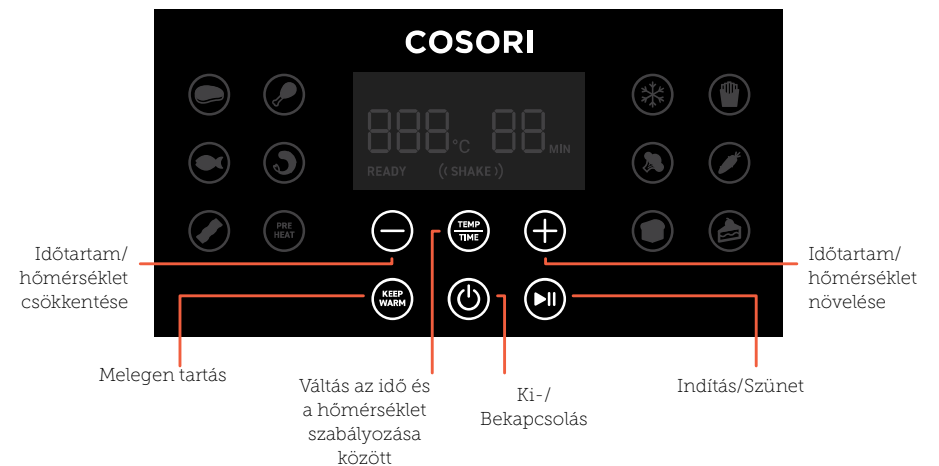 COSORI
888 °C 88 MIN
READY ((SHAKE))
PRE
HEAT
TEMP
TIME
KEEP
WARM
Időtartam/
hőmérséklet
csökkentése
Időtartam/
hőmérséklet
növelése
Melegen tartás
Váltás az idő és
a hőmérséklet
szabályozása
között
Ki-/
Bekapcsolás
Indítás/Szünet